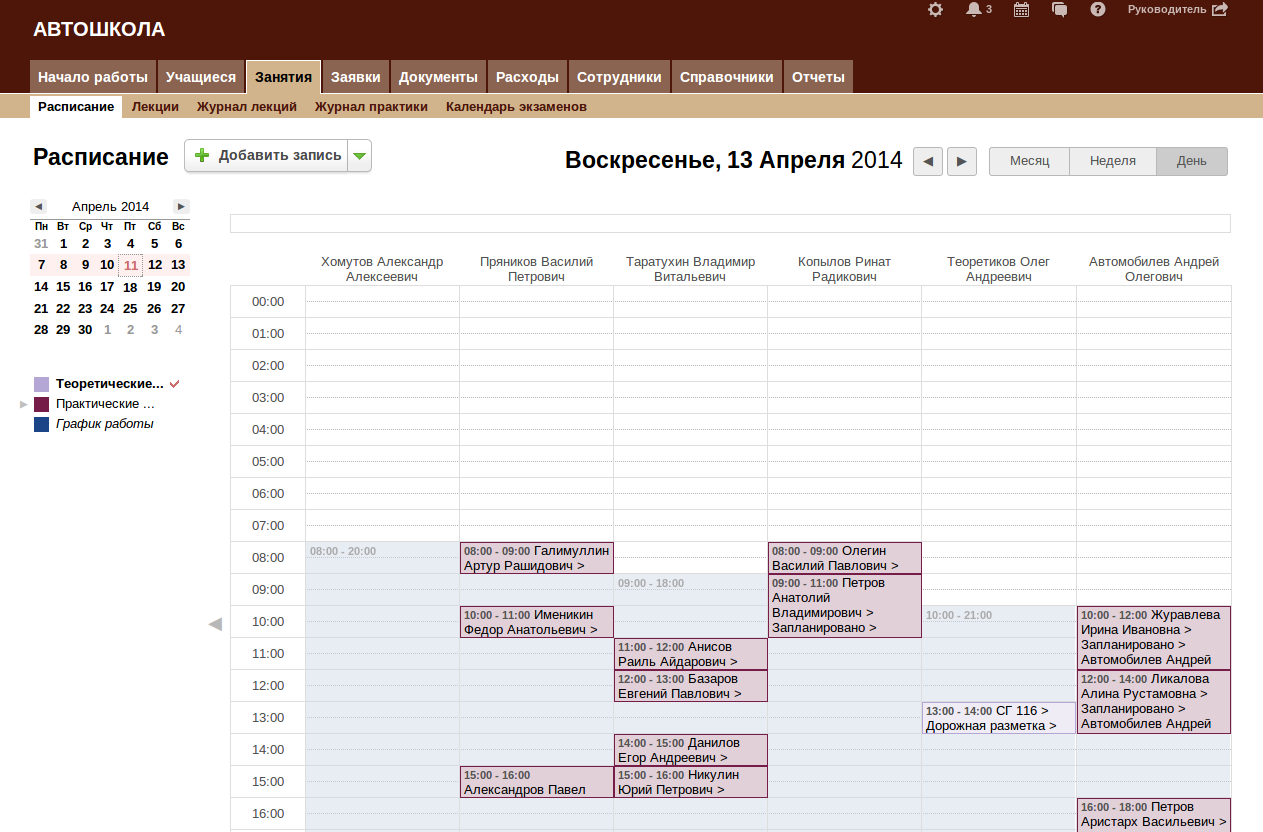 3
Руководитель
АВТОШКОЛА
Начало работы Учащиеся Занятия Заявки Документы Расходы Сотрудники Справочники Отчеты
Расписание Лекции Журнал лекций Журнал практики Календарь экзаменов
Расписание
Добавить запись
Воскресенье, 13 Апреля 2014
Месяц Неделя День
Апрель 2014
Пн Вт Ср Чт Пт Сб Вс
31 1 2 3 4 5 6
7 8 9 10 11 12 13
14 15 16 17 18 19 20
21 22 23 24 25 26 27
28 29 30 1 2 3 4
Теоретические...
Практические ...
График работы
Хомутов Александр
Алексеевич
Пряников Василий
Петрович
Таратухин Владимир
Витальевич
Копылов Ринат
Радикович
Теоретиков Олег
Андреевич
Автомобилев Андрей
Олегович
00:00
01:00
02:00
03:00
04:00
05:00
06:00
07:00
08:00
09:00
10:00
11:00
12:00
13:00
14:00
15:00
16:00
08:00 - 20:00
08:00 - 09:00 Галимуллин
Артур Рашидович >
10:00 - 11:00 Именикин
Федор Анатольевич >
15:00 - 16:00
Александров Павел
09:00 - 18:00
11:00 - 12:00 Анисов
Раиль Айдарович >
12:00 - 13:00 Базаров
Евгений Павлович >
14:00 - 15:00 Данилов
Егор Андреевич >
15:00 - 16:00 Никулин
Юрий Петрович >
08:00 - 09:00 Олегин
Василий Павлович >
09:00 - 11:00 Петров
Анатолий
Владимирович >
Запланировано >
10:00 - 21:00
13:00 - 14:00 СГ 116 >
Дорожная разметка >
10:00 - 12:00 Журавлева
Ирина Ивановна >
Запланировано >
Автомобилев Андрей
12:00 - 14:00 Ликалова
Алина Рустамовна >
Запланировано >
Автомобилев Андрей
16:00 - 18:00 Петров
Аристарх Васильевич >